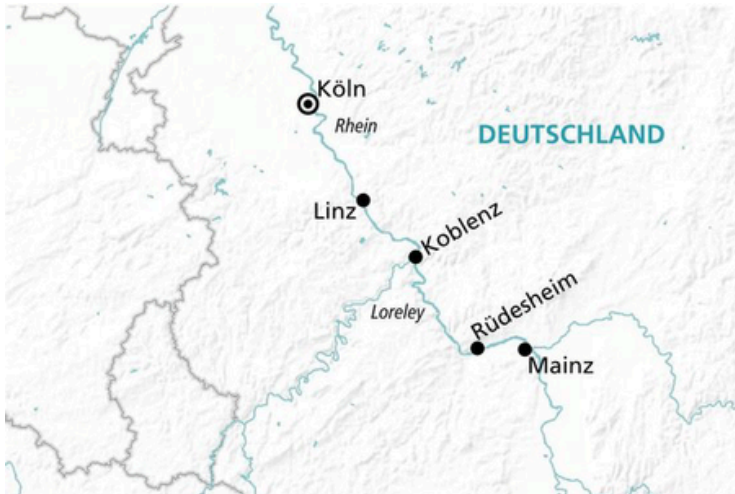 Köln
Rhein
DEUTSCHLAND
Linz
Koblenz
Loreley
Rüdesheim
Mainz